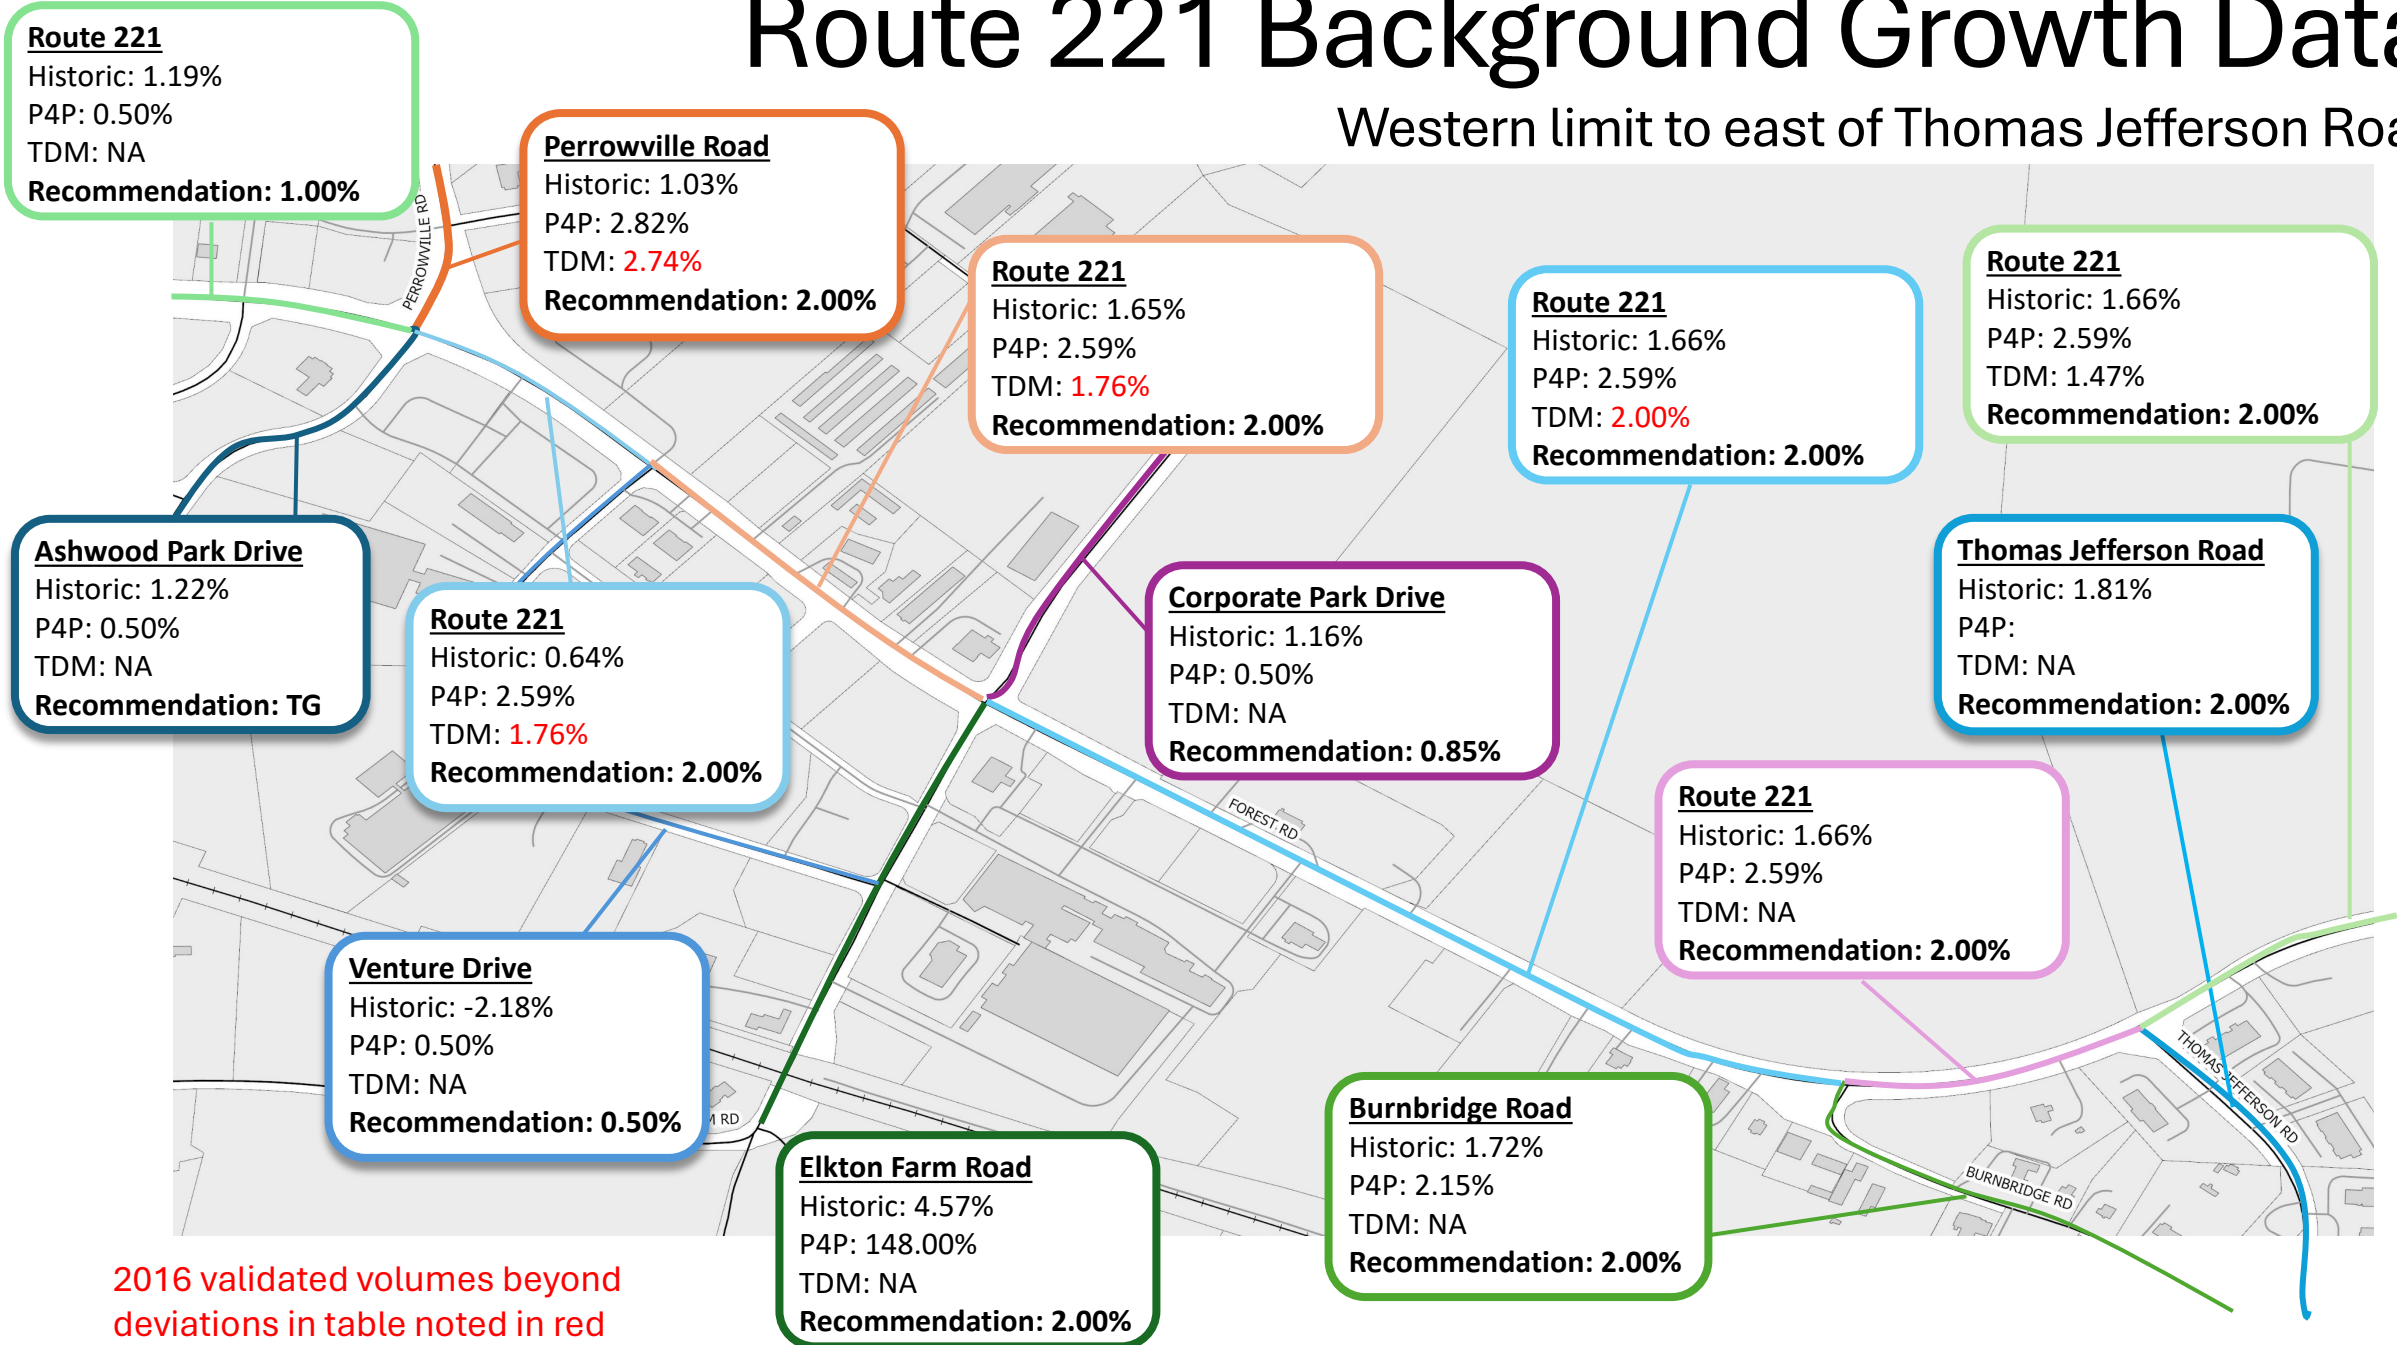 Route 221 Background Growth Data
Western limit to east of Thomas Jefferson Roa
Route 221
Historic: 1.19%
P4P: 0.50%
TDM: NA
Recommendation: 1.00%
Perrowville Road
Historic: 1.03%
P4P: 2.82%
TDM: 2.74%
Recommendation: 2.00%
PERROWVILLE RD
Route 221
Historic: 1.65%
P4P: 2.59%
TDM: 1.76%
Recommendation: 2.00%
Route 221
Historic: 1.66%
P4P: 2.59%
TDM: 2.00%
Recommendation: 2.00%
Route 221
Historic: 1.66%
P4P: 2.59%
TDM: 1.47%
Recommendation: 2.00%
Ashwood Park Drive
Historic: 1.22%
P4P: 0.50%
TDM: NA
Recommendation: TG
Route 221
Historic: 0.64%
P4P: 2.59%
TDM: 1.76%
Recommendation: 2.00%
Corporate Park Drive
Historic: 1.16%
P4P: 0.50%
TDM: NA
Recommendation: 0.85%
Thomas Jefferson Road
Historic: 1.81%
P4P:
TDM: NA
Recommendation: 2.00%
FOREST RD
Route 221
Historic: 1.66%
P4P: 2.59%
TDM: NA
Recommendation: 2.00%
Venture Drive
Historic: -2.18%
P4P: 0.50%
TDM: NA
Recommendation: 0.50%
M RD
THOMAS JEFFERSON RD
Burnbridge Road
Historic: 1.72%
P4P: 2.15%
TDM: NA
Recommendation: 2.00%
BURNBRIDGE RD
Elkton Farm Road
Historic: 4.57%
P4P: 148.00%
TDM: NA
Recommendation: 2.00%
2016 validated volumes beyond
deviations in table noted in red